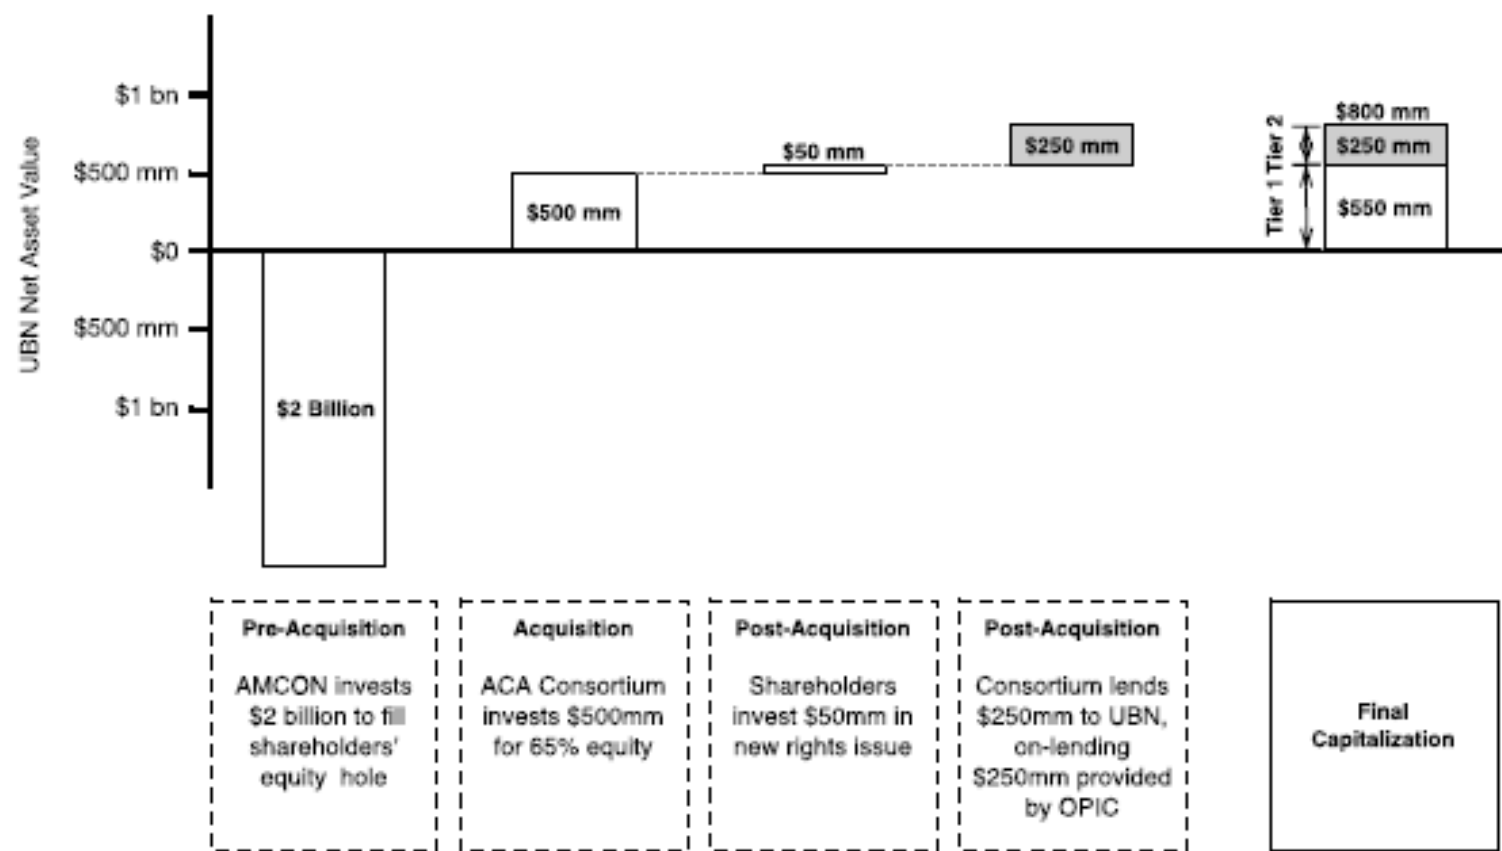 UBN Net Asset Value
$1 bn
$500 mm
$0
$500 mm
$1 bn
$2 Billion
$500 mm
$50 mm
$250 mm
$800 mm
$250 mm
$550 mm
Tier 1 Tier 2
Pre-Acquisition
AMCON invests
$2 billion to fill
shareholders'
equity hole
Acquisition
ACA Consortium
invests $500mm
for 65% equity
Post-Acquisition
Shareholders
invest $50mm in
new rights issue
Post-Acquisition
Consortium lends
$250mm to UBN,
on-lending
$250mm provided
by OPIC
Final
Capitalization